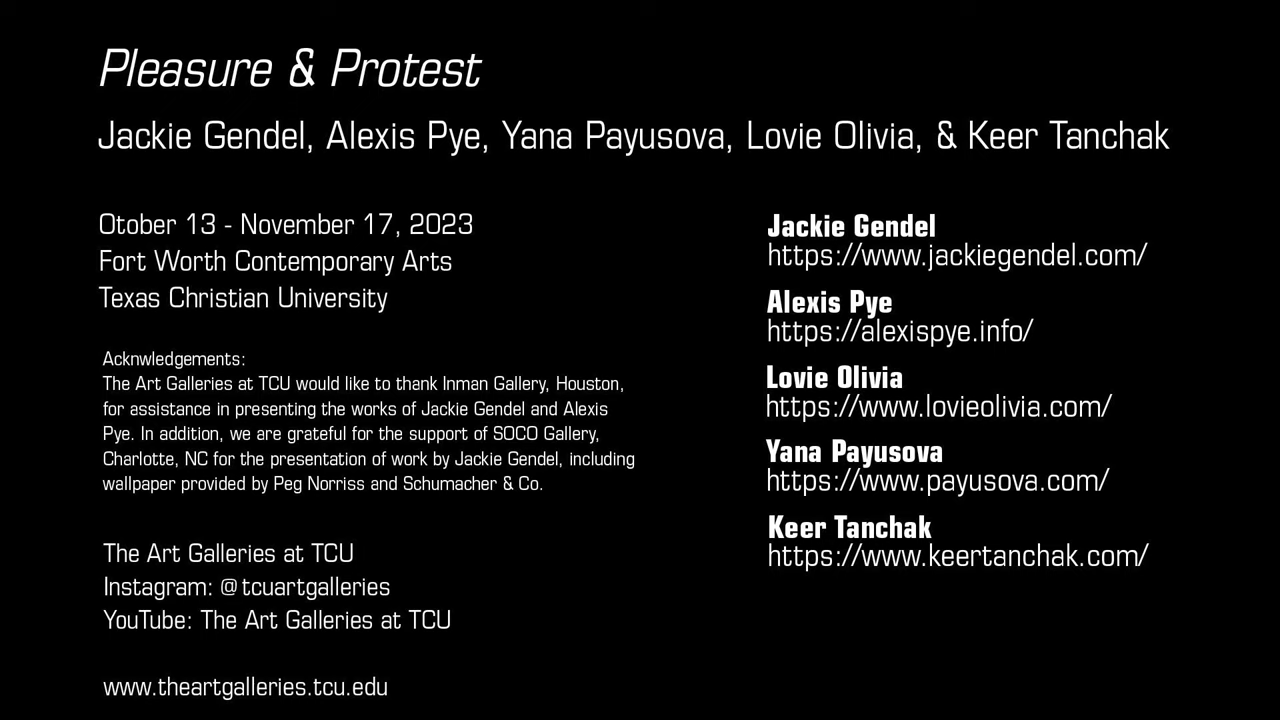 Pleasure & Protest
Jackie Gendel, Alexis Pye, Yana Payusova, Lovie Olivia, & Keer Tanchak
Otober 13 - November 17, 2023
Fort Worth Contemporary Arts
Texas Christian University
Acknwledgements:
The Art Galleries at TCU would like to thank Inman Gallery, Houston,
for assistance in presenting the works of Jackie Gendel and Alexis
Pye. In addition, we are grateful for the support of SOCO Gallery,
Charlotte, NC for the presentation of work by Jackie Gendel, including
wallpaper provided by Peg Norriss and Schumacher & Co.
The Art Galleries at TCU
Instagram: @tcuartgalleries
YouTube: The Art Galleries at TCU
www.theartgalleries.tcu.edu
Jackie Gendel
https://www.jackiegendel.com/
Alexis Pye
https://alexispye.info/
Lovie Olivia
https://www.lovieolivia.com/
Yana Payusova
https://www.payusova.com/
Keer Tanchak
https://www.keertanchak.com/